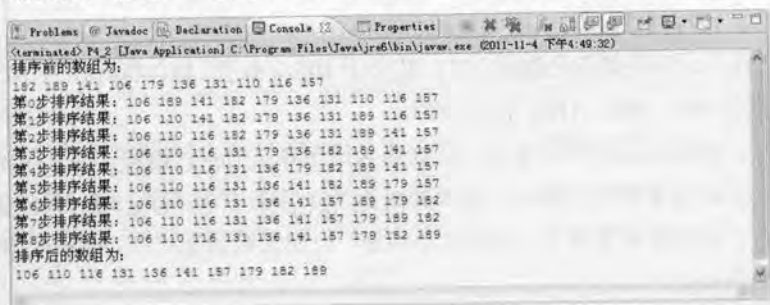 Problems @ Javadoc Declaration Console Properties
<terminated> P4_2 [Java Application] C:\Program Files\Java\jre6\bin\javaw.exe (2011-11-4 下午4:49:32)
排序前的数组为:
182 189 141 106 179 136 131 110 116 157
第0步排序结果: 106 189 141 182 179 136 131 110 116 157
第1步排序结果: 106 110 141 182 179 136 131 189 116 157
第2步排序结果: 106 110 116 182 179 136 131 189 141 157
第3步排序结果: 106 110 116 131 179 136 182 189 141 157
第4步排序结果: 106 110 116 131 136 179 182 189 141 157
第5步排序结果: 106 110 116 131 136 141 182 189 179 157
第6步排序结果: 106 110 116 131 136 141 157 189 179 182
第7步排序结果: 106 110 116 131 136 141 157 179 189 182
第8步排序结果: 106 110 116 131 136 141 157 179 182 189
排序后的数组为:
106 110 116 131 136 141 157 179 182 189